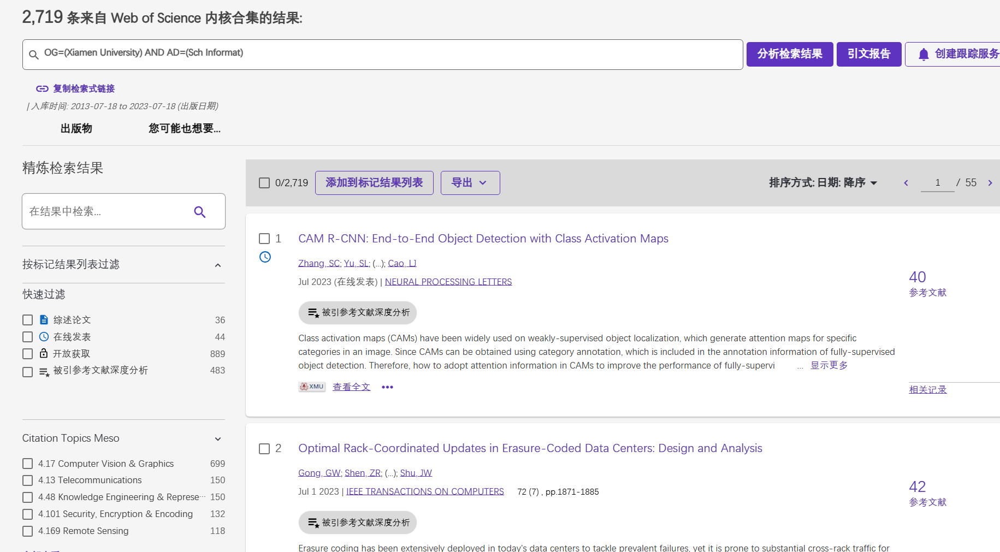 2,719 条来自 Web of Science 内核合集的结果:
OG=(Xiamen University) AND AD=(Sch Informat)
分析检索结果
引文报告
创建跟踪服务
复制检索式链接
| 入库时间: 2013-07-18 to 2023-07-18 (出版日期)
出版物
您可能也想要...
精炼检索结果
在结果中检索...
按标记结果列表过滤
快速过滤
综述论文 36
在线发表 44
开放获取 889
被引参考文献深度分析 483
Citation Topics Meso
4.17 Computer Vision & Graphics 699
4.13 Telecommunications 150
4.48 Knowledge Engineering & Represe... 150
4.101 Security, Encryption & Encoding 132
4.169 Remote Sensing 118
0/2,719
添加到标记结果列表
导出
排序方式: 日期: 降序
1 / 55
1
CAM R-CNN: End-to-End Object Detection with Class Activation Maps
Zhang, SC; Yu, SL; (...); Cao, LJ
Jul 2023 (在线发表) | NEURAL PROCESSING LETTERS
被引参考文献深度分析
Class activation maps (CAMs) have been widely used on weakly-supervised object localization, which generate attention maps for specific
categories in an image. Since CAMs can be obtained using category annotation, which is included in the annotation information of fully-supervised
object detection. Therefore, how to adopt attention information in CAMs to improve the performance of fully-supervi ... 显示更多
XMU 查看全文
40
参考文献
相关记录
2
Optimal Rack-Coordinated Updates in Erasure-Coded Data Centers: Design and Analysis
Gong, GW; Shen, ZR; (...); Shu, JW
Jul 1 2023 | IEEE TRANSACTIONS ON COMPUTERS 72 (7) , pp.1871-1885
被引参考文献深度分析
Erasure coding has been extensively deployed in today's data centers to tackle prevalent failures, yet it is prone to substantial cross-rack traffic for
42
参考文献